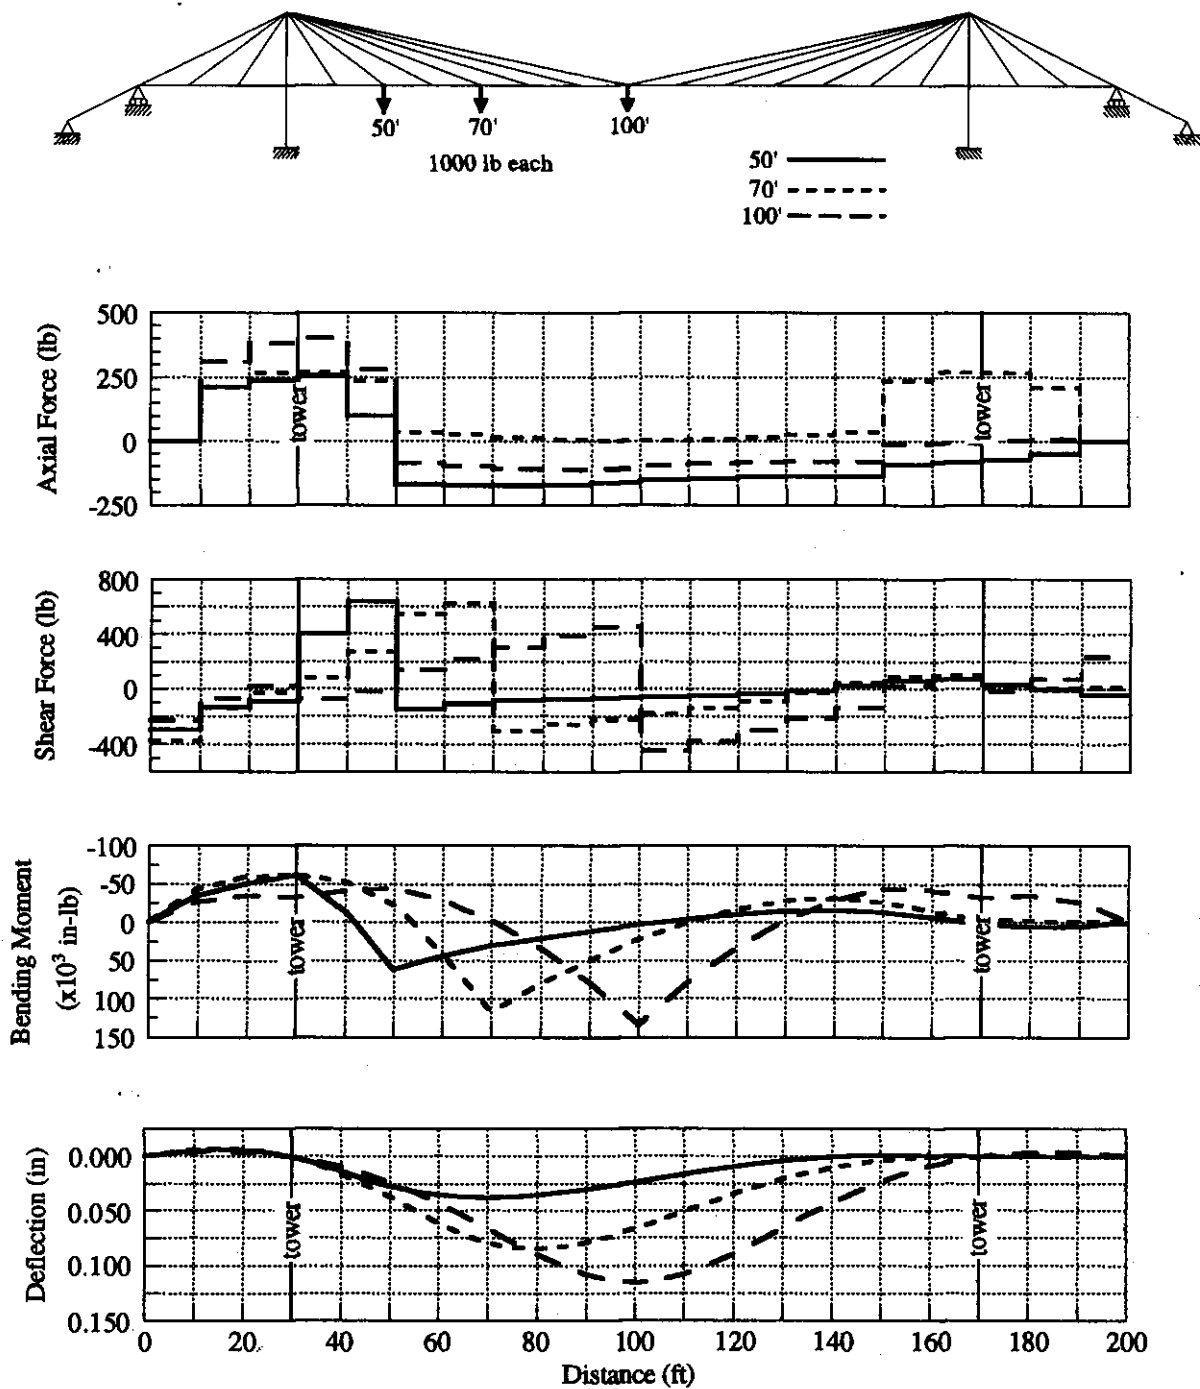 50' 70' 100'
1000 lb each
50'
70'
100'
Axial Force (lb)
500
250
0
-250
tower
tower
Shear Force (lb)
800
400
0
-400
Bending Moment
(x10³ in-lb)
-100
-50
0
50
100
150
tower
tower
Deflection (in)
0.000
0.050
0.100
0.150
tower
tower
0 20 40 60 80 100 120 140 160 180 200
Distance (ft)